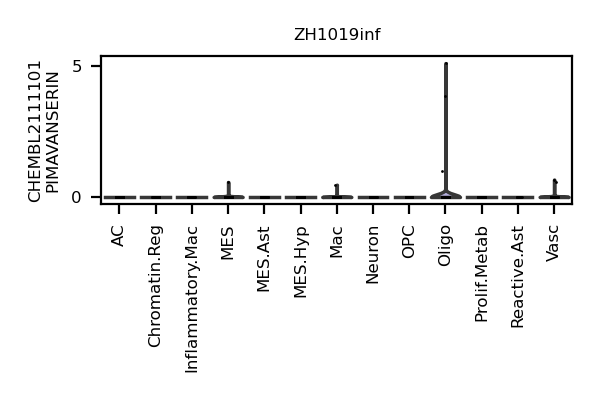 ZH1019inf
CHEMBL2111101
PIMAVANSERIN
5
0
AC
Chromatin.Reg
Inflammatory.Mac
MES
MES.Ast
MES.Hyp
Mac
Neuron
OPC
Oligo
Prolif.Metab
Reactive.Ast
Vasc